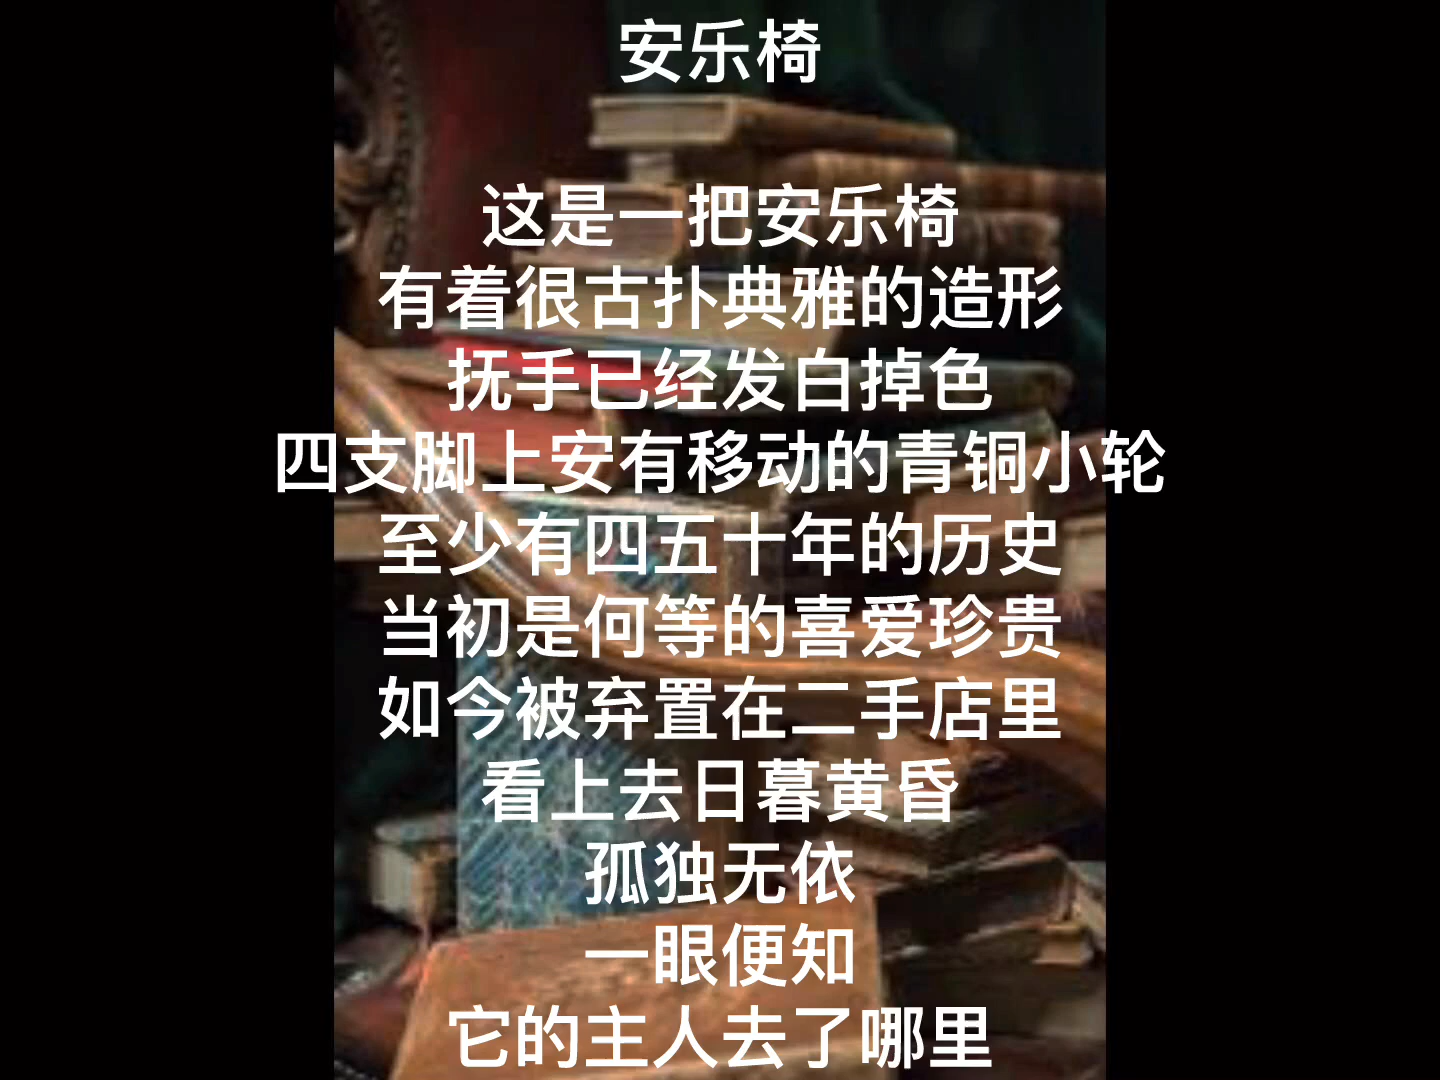 安乐椅
这是一把安乐椅
有着很古扑典雅的造形
抚手已经发白掉色
四支脚上安有移动的青铜小轮
至少有四五十年的历史
当初是何等的喜爱珍贵
如今被弃置在二手店里
看上去日暮黄昏
孤独无依
一眼便知
它的主人去了哪里